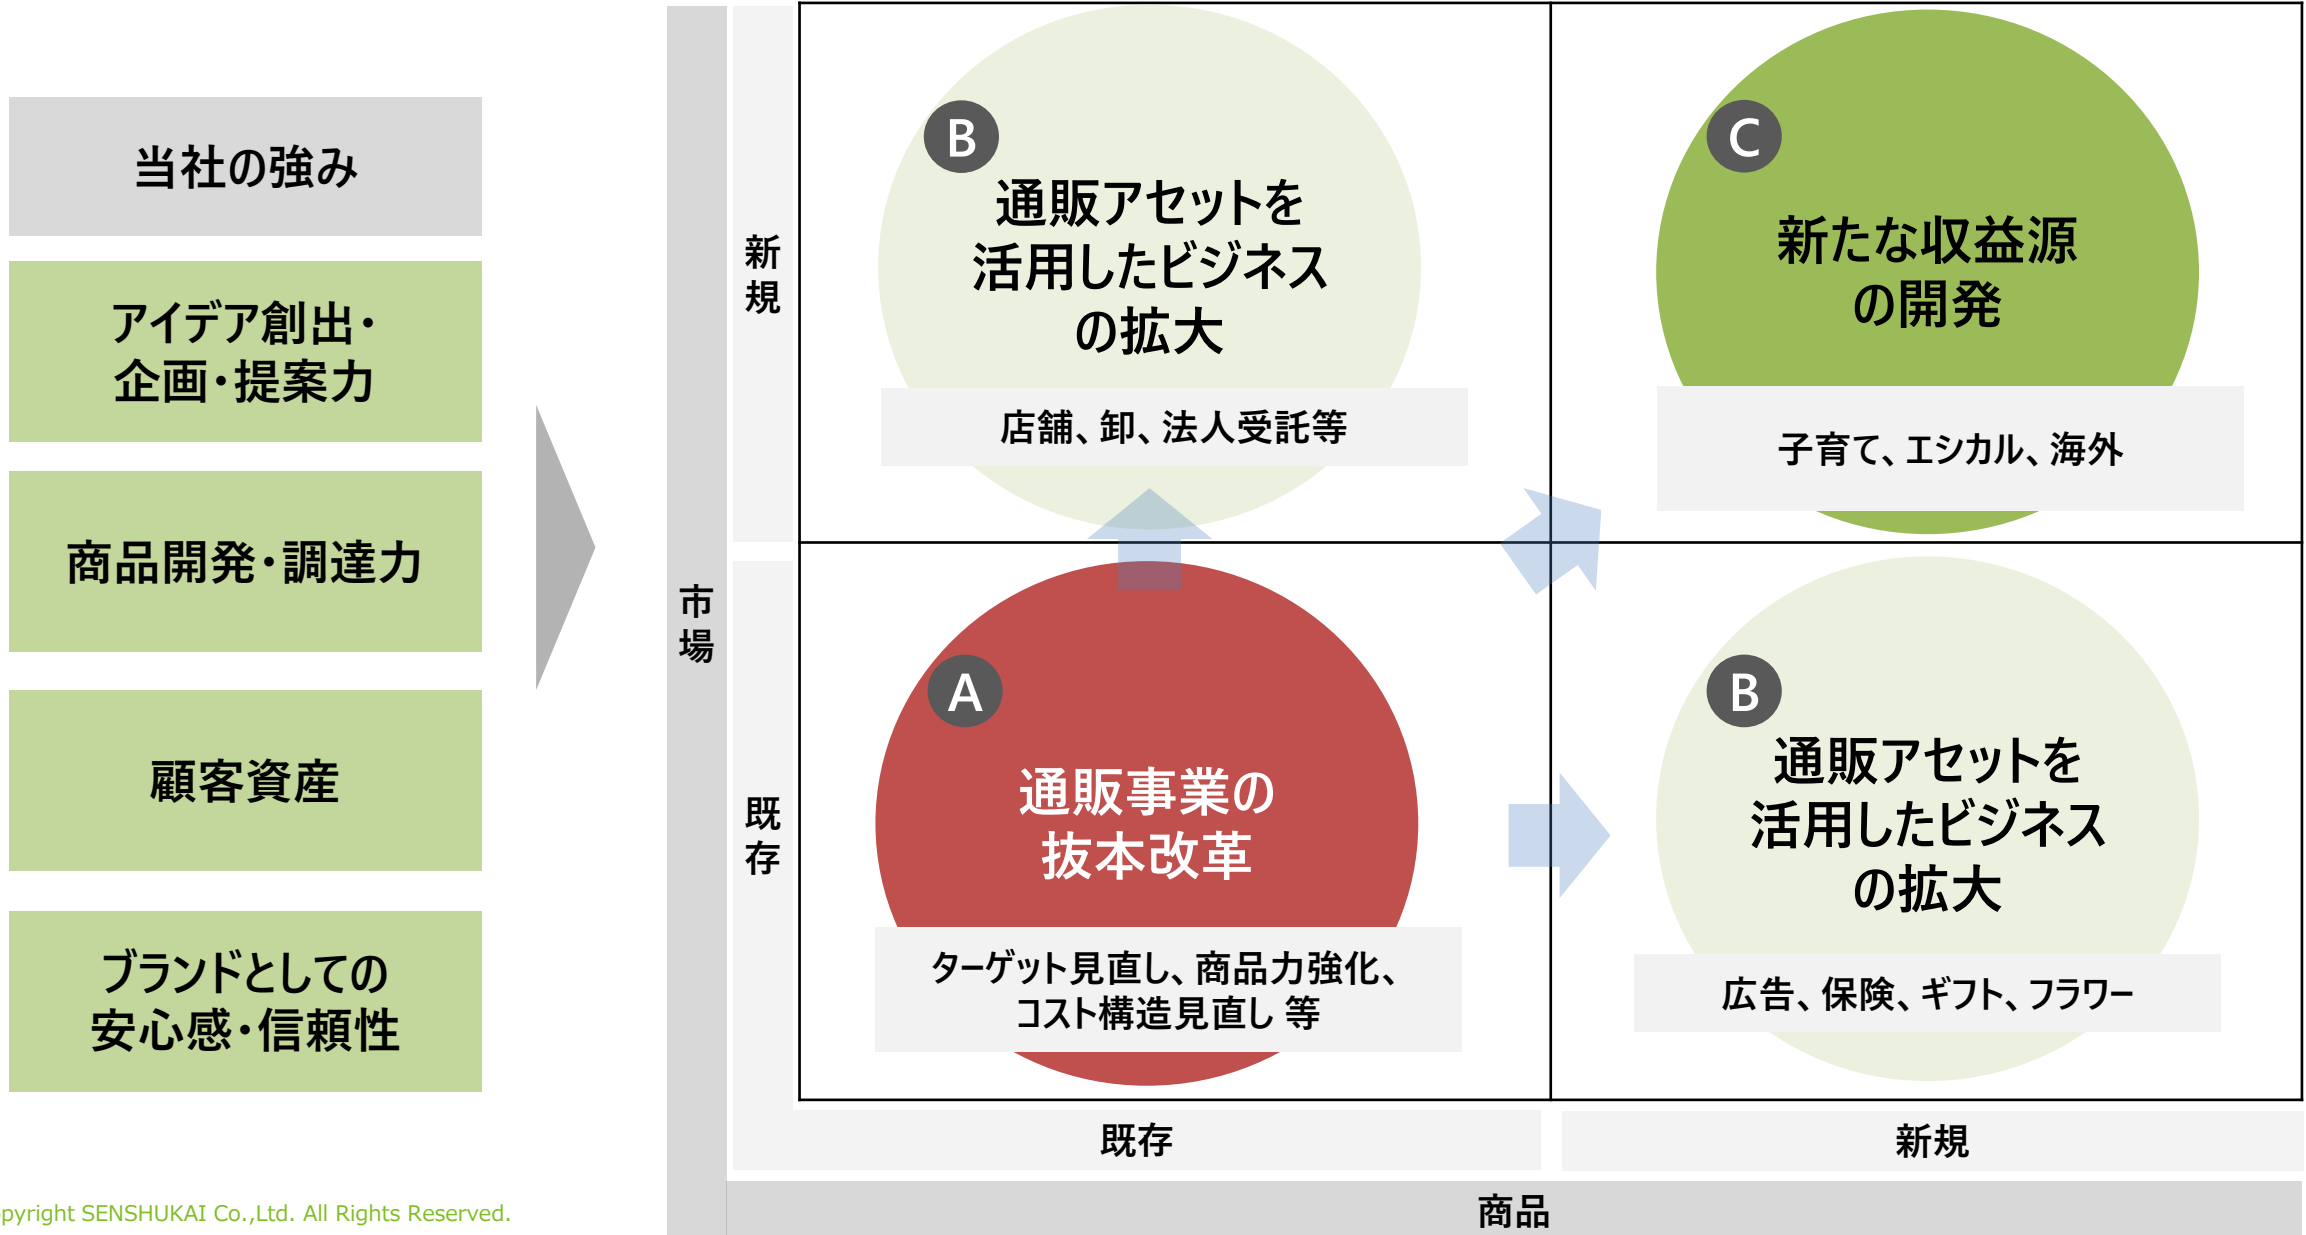 当社の強み
アイデア創出・
企画・提案力
商品開発・調達力
顧客資産
ブランドとしての
安心感・信頼性
市場
新規
既存
B
通販アセットを
活用したビジネス
の拡大
店舗、卸、法人受託等
C
新たな収益源
の開発
子育て、エシカル、海外
A
通販事業の
抜本改革
ターゲット見直し、商品力強化、
コスト構造見直し 等
B
通販アセットを
活用したビジネス
の拡大
広告、保険、ギフト、フラワー
既存
新規
商品
pyright SENSHUKAI Co.,Ltd. All Rights Reserved.